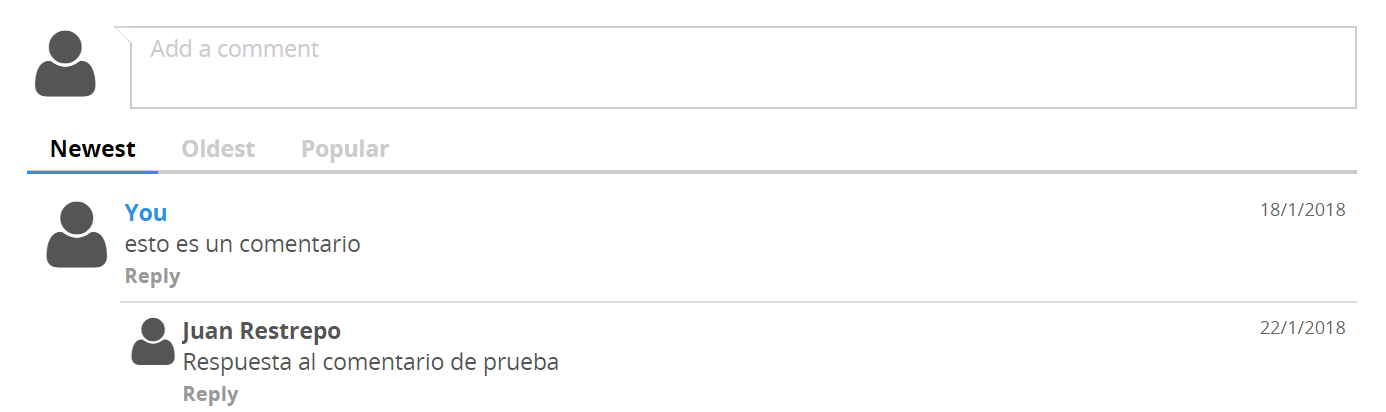 Add a comment
Newest Oldest Popular
You 18/1/2018
esto es un comentario
Reply
Juan Restrepo 22/1/2018
Respuesta al comentario de prueba
Reply